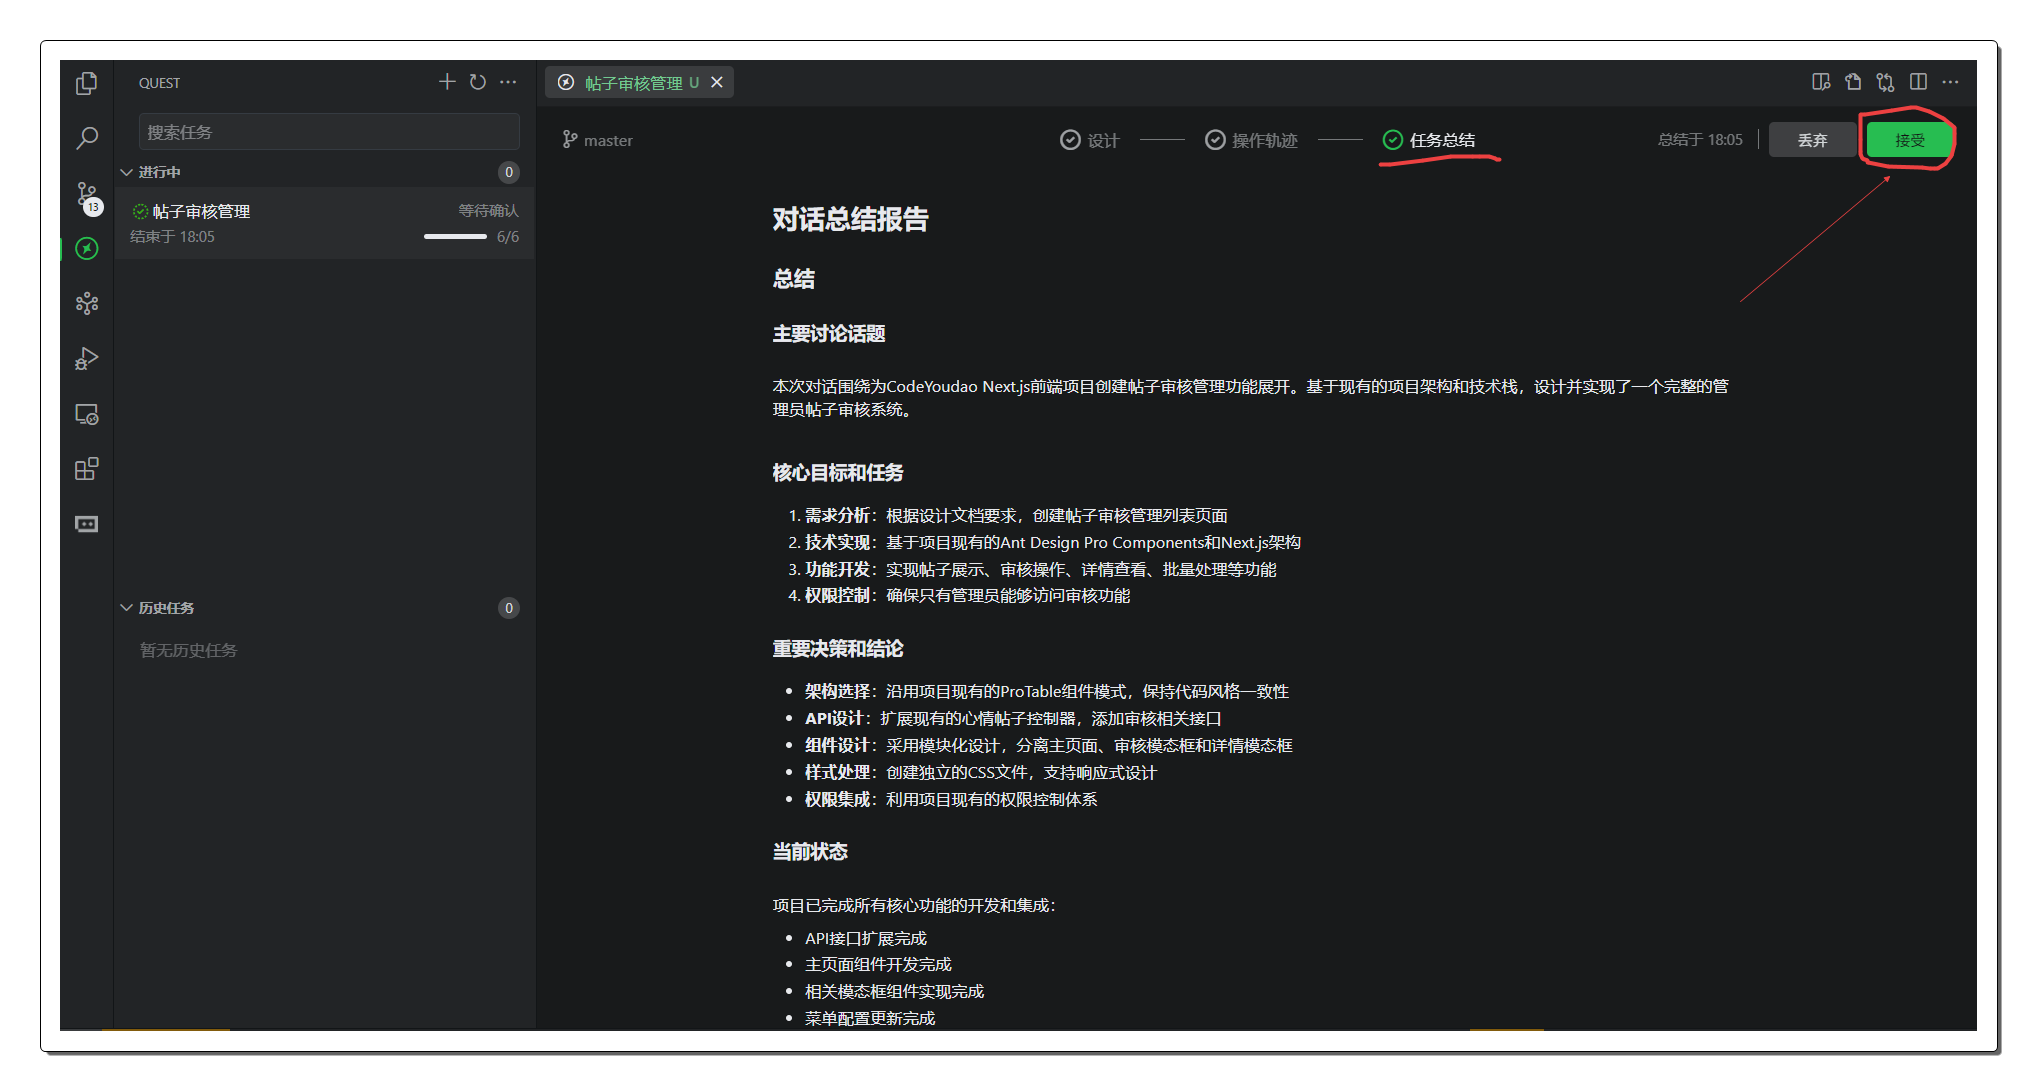 QUEST
搜索任务
进行中
0
帖子审核管理
等待确认
结束于 18:05
6/6
13
历史任务
0
暂无历史任务
帖子审核管理 U
master
设计
操作轨迹
任务总结
总结于 18:05
丢弃
接受
对话总结报告
总结
主要讨论话题
本次对话围绕为CodeYoudao Next.js前端项目创建帖子审核管理功能展开。基于现有的项目架构和技术栈，设计并实现了一个完整的管
理员帖子审核系统。
核心目标和任务
1. 需求分析：根据设计文档要求，创建帖子审核管理列表页面
2. 技术实现：基于项目现有的Ant Design Pro Components和Next.js架构
3. 功能开发：实现帖子展示、审核操作、详情查看、批量处理等功能
4. 权限控制：确保只有管理员能够访问审核功能
重要决策和结论
• 架构选择：沿用项目现有的ProTable组件模式，保持代码风格一致性
• API设计：扩展现有的心情帖子控制器，添加审核相关接口
• 组件设计：采用模块化设计，分离主页面、审核模态框和详情模态框
• 样式处理：创建独立的CSS文件，支持响应式设计
• 权限集成：利用项目现有的权限控制体系
当前状态
项目已完成所有核心功能的开发和集成：
• API接口扩展完成
• 主页面组件开发完成
• 相关模态框组件实现完成
• 菜单配置更新完成